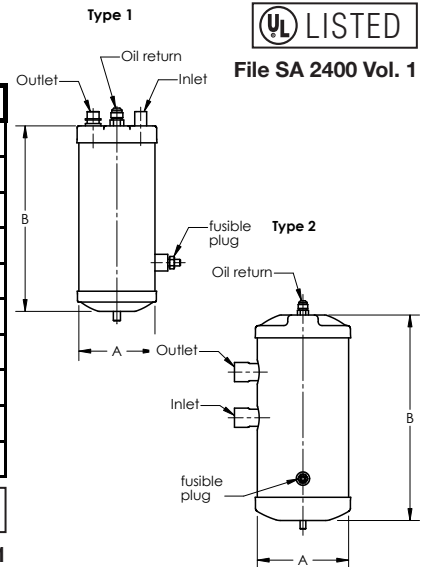 Type 1
UL LISTED
File SA 2400 Vol. 1
Oil return
Outlet
Inlet
B
fusible
plug
A
Type 2
Oil return
Outlet
Inlet
B
fusible
plug
A
1